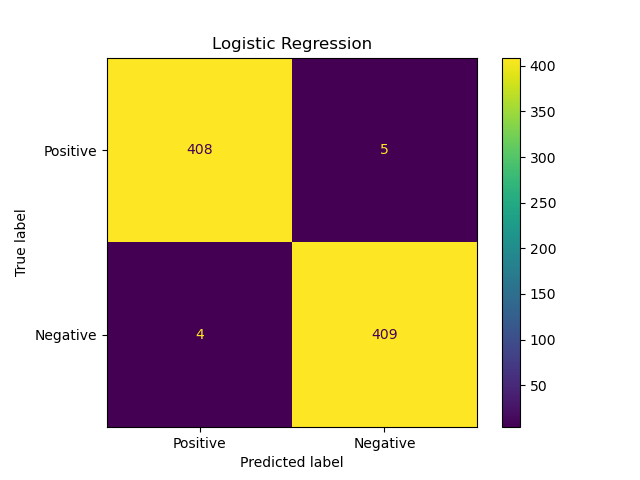 Logistic Regression
True label
Positive
Negative
408
5
4
409
Positive
Negative
Predicted label
400
350
300
250
200
150
100
50